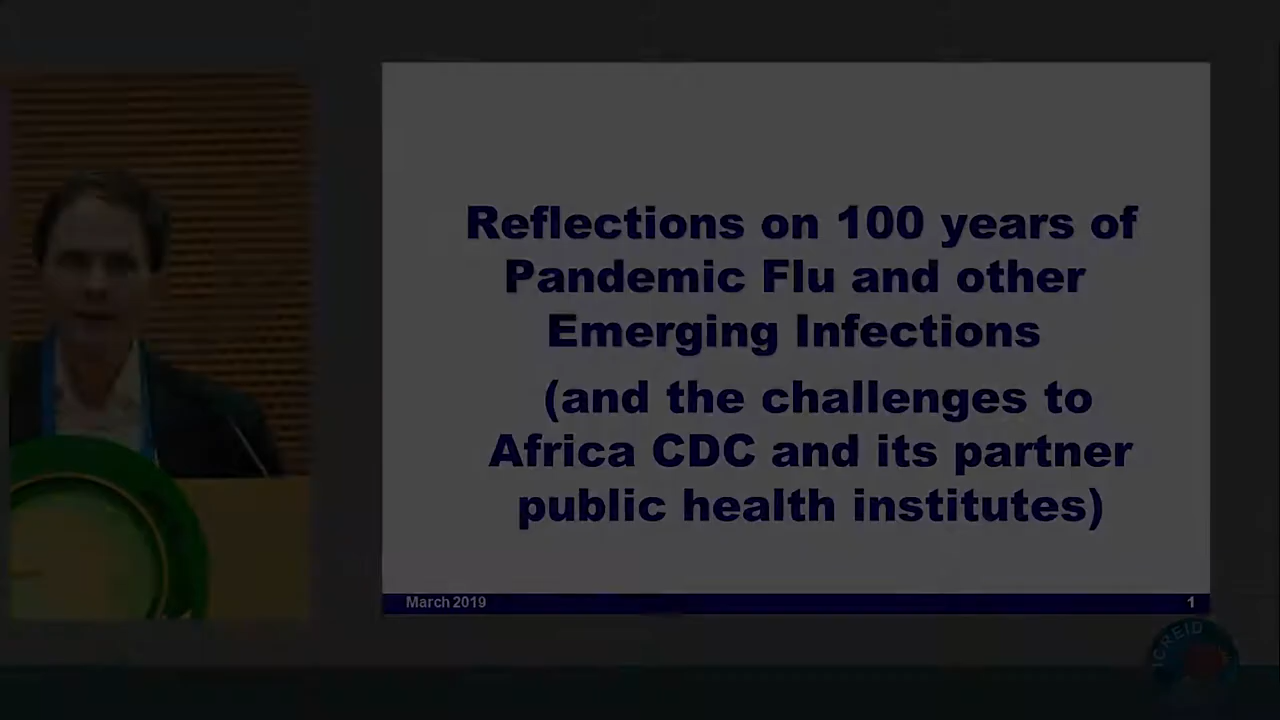 Reflections on 100 years of
Pandemic Flu and other
Emerging Infections
(and the challenges to
Africa CDC and its partner
public health institutes)
March 2019
1
ICREID